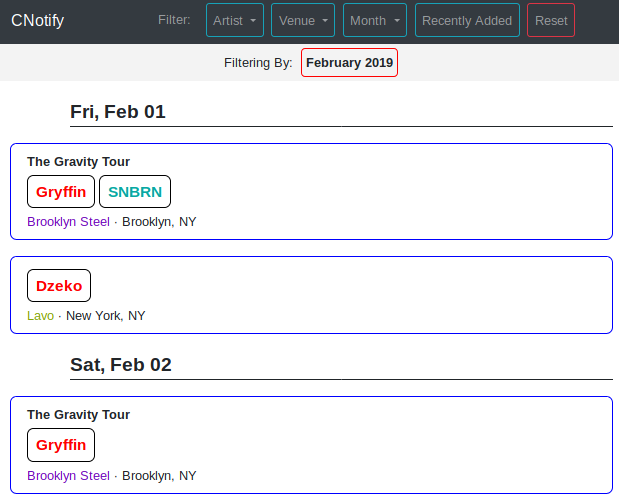 CNotify Filter: Artist Venue Month Recently Added Reset
Filtering By: February 2019
Fri, Feb 01
The Gravity Tour
Gryffin SNBRN
Brooklyn Steel · Brooklyn, NY
Dzeko
Lavo · New York, NY
Sat, Feb 02
The Gravity Tour
Gryffin
Brooklyn Steel · Brooklyn, NY